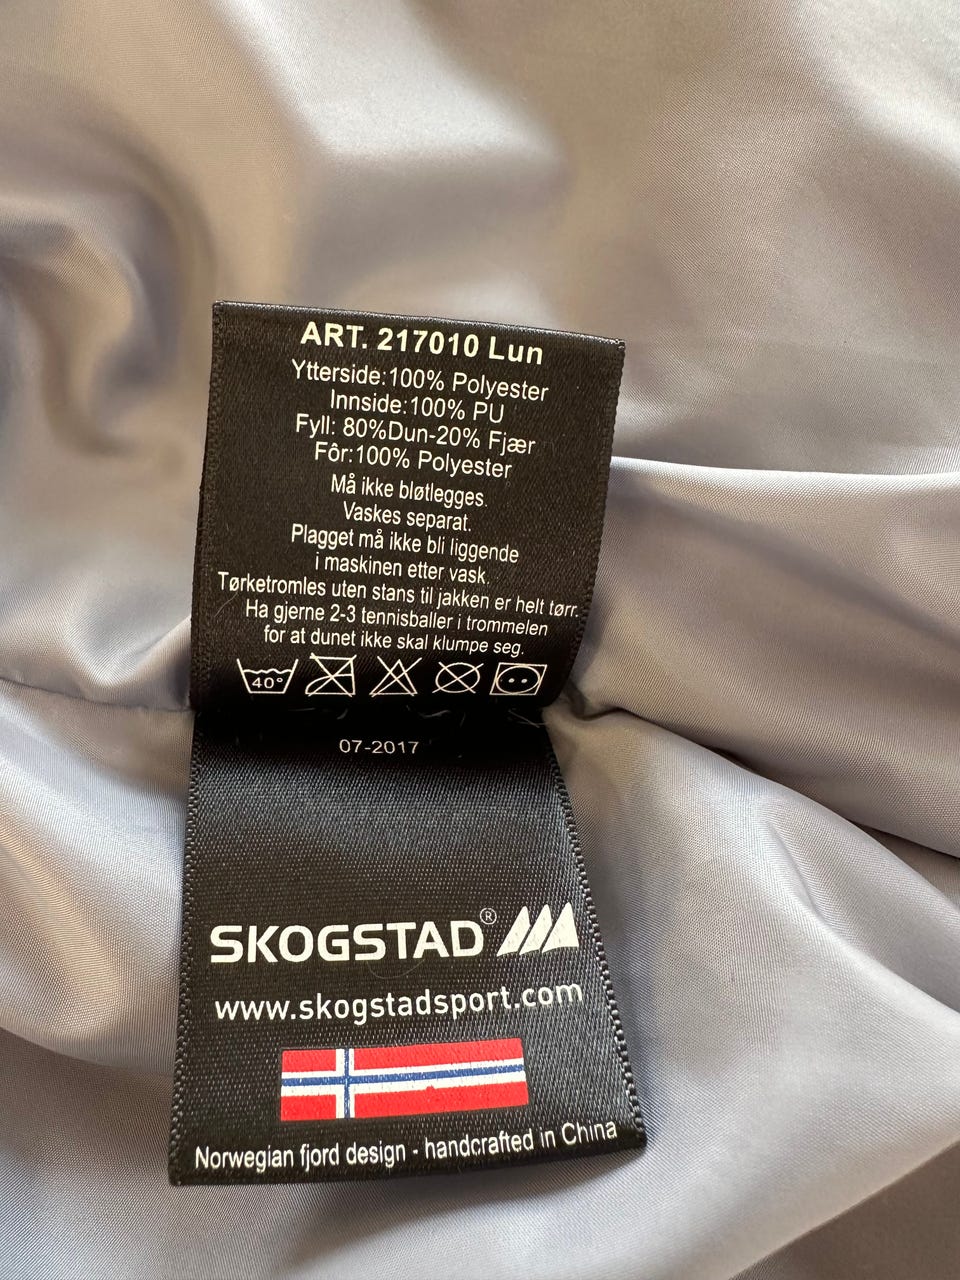 ART. 217010 Lun
Ytterside:100% Polyester
Innside:100% PU
Fyll: 80%Dun-20% Fjær
Fôr:100% Polyester
Må ikke bløtlegges.
Vaskes separat.
Plagget må ikke bli liggende
i maskinen etter vask.
Tørketromles uten stans til jakken er helt tørr.
Ha gjerne 2-3 tennisballer i trommelen
for at dunet ikke skal klumpe seg.
40°
07-2017
SKOGSTAD®
www.skogstadsport.com
Norwegian fjord design - handcrafted in China